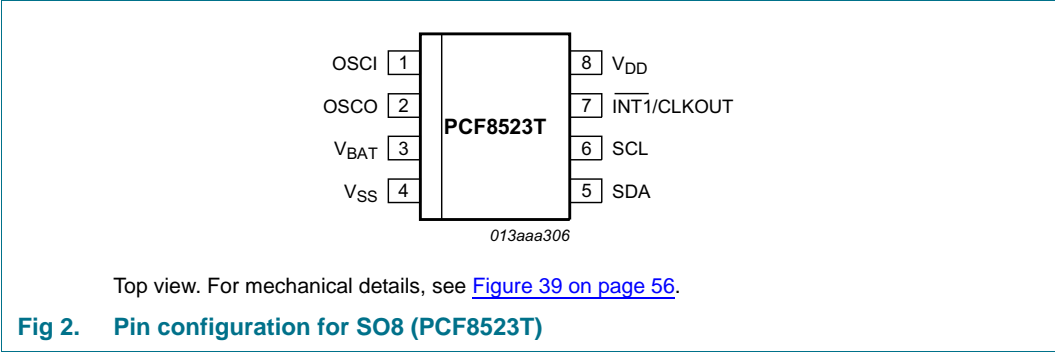 OSCI 1 8 VDD
OSCO 2 7 INT1/CLKOUT
PCF8523T
VBAT 3 6 SCL
VSS 4 5 SDA
013aaa306
Top view. For mechanical details, see Figure 39 on page 56.
Fig 2. Pin configuration for SO8 (PCF8523T)